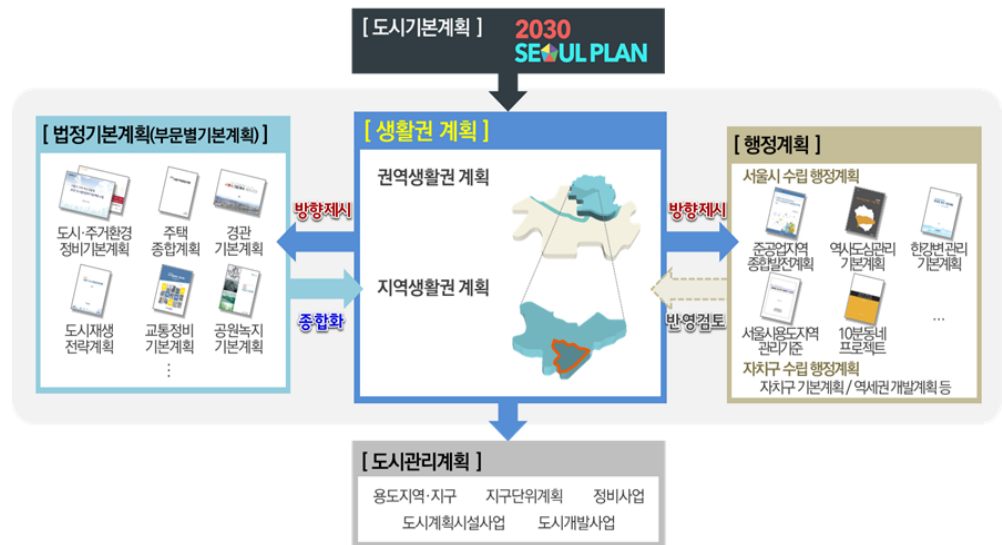 [ 도시기본계획 ]
2030
SEOUL PLAN
[ 법정기본계획(부문별기본계획) ]
도시·주거환경
정비기본계획
주택
종합계획
경관
기본계획
도시재생
전략계획
교통정비
기본계획
공원녹지
기본계획
⋮
방향제시
종합화
[ 생활권 계획 ]
권역생활권 계획
지역생활권 계획
방향제시
반영검토
[ 행정계획 ]
서울시 수립 행정계획
준공업지역
종합발전계획
역사도심관리
기본계획
한강변 관리
기본계획
서울시용도지역
관리기준
10분동네
프로젝트
...
자치구 수립 행정계획
자치구 기본계획 / 역세권 개발계획 등
[ 도시관리계획 ]
용도지역·지구 지구단위계획 정비사업
도시계획시설사업 도시개발사업